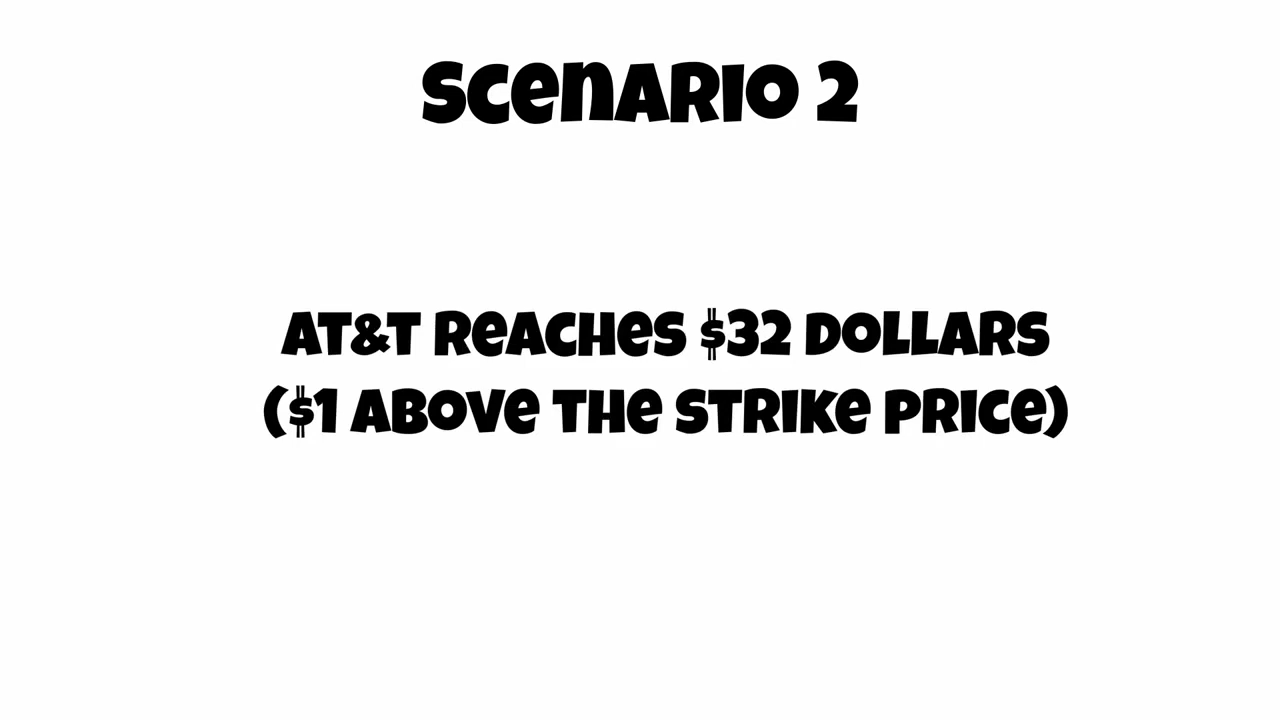 Scenario 2
AT&T reaches $32 dollars
($1 above the strike price)